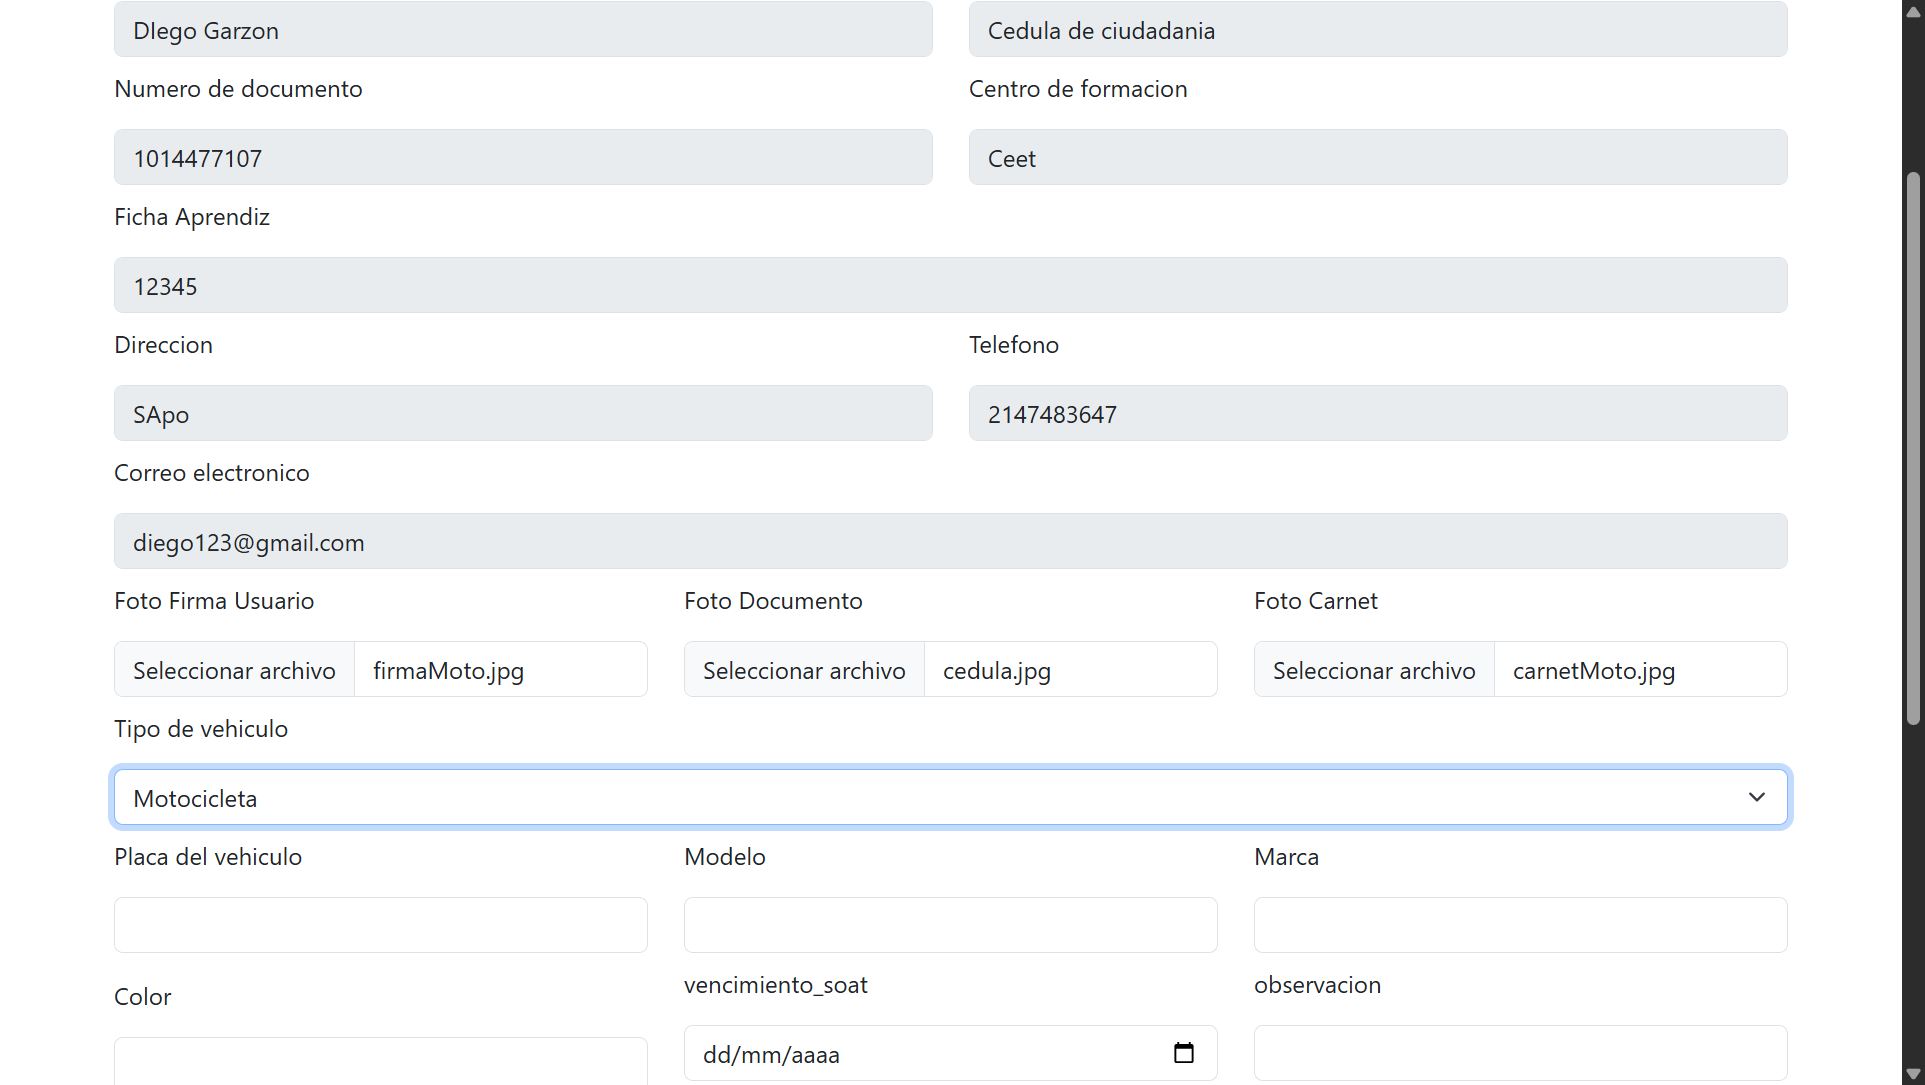 DIego Garzon
Cedula de ciudadania
Numero de documento
Centro de formacion
1014477107
Ceet
Ficha Aprendiz
12345
Direccion
Telefono
SApo
2147483647
Correo electronico
diego123@gmail.com
Foto Firma Usuario
Foto Documento
Foto Carnet
Seleccionar archivo firmaMoto.jpg
Seleccionar archivo cedula.jpg
Seleccionar archivo carnetMoto.jpg
Tipo de vehiculo
Motocicleta
Placa del vehiculo
Modelo
Marca
Color
vencimiento_soat
observacion
dd/mm/aaaa